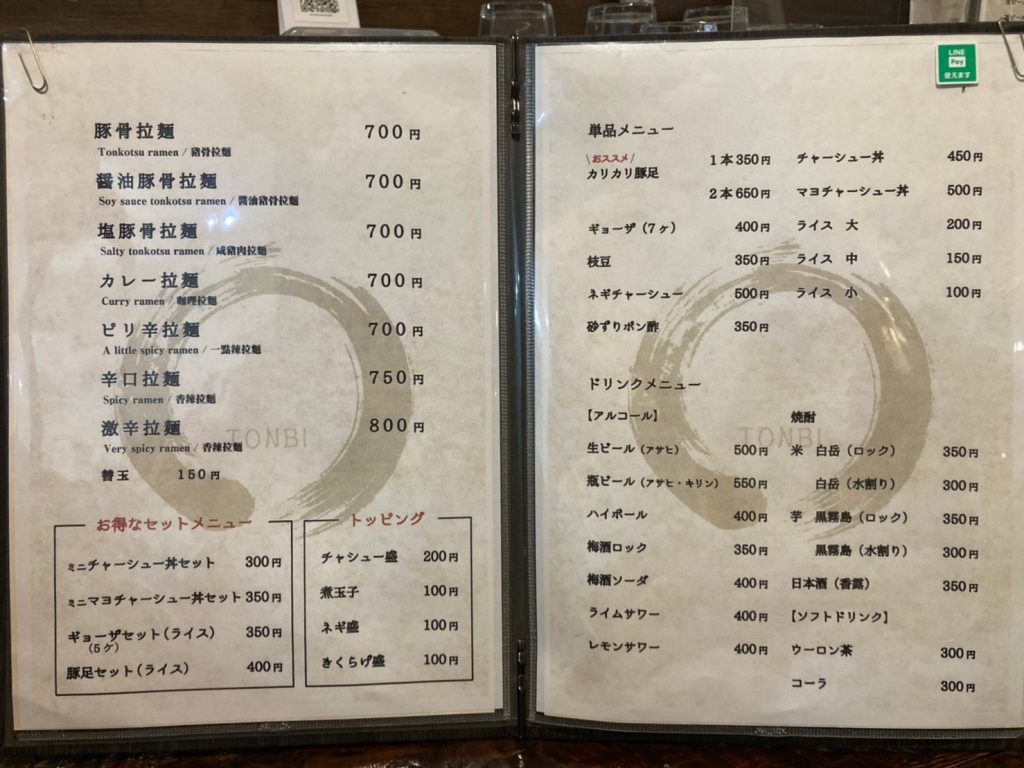 豚骨拉麺 700円
Tonkotsu ramen / 豬骨拉麵
醤油豚骨拉麺 700円
Soy sauce tonkotsu ramen / 醬油豬骨拉麵
塩豚骨拉麺 700円
Salty tonkotsu ramen / 咸豬肉拉麵
カレー拉麺 700円
Curry ramen / 咖哩拉麵
ピリ辛拉麺 700円
A little spicy ramen / 一點辣拉麵
辛口拉麺 750円
Spicy ramen / 香辣拉麵
激辛拉麺 800円
Very spicy ramen / 香辣拉麵
替玉 150円
TONBI
お得なセットメニュー
ミニチャーシュー丼セット 300円
ミニマヨチャーシュー丼セット 350円
ギョーザセット(ライス) 350円
(5ケ)
豚足セット(ライス) 400円
トッピング
チャシュー盛 200円
煮玉子 100円
ネギ盛 100円
きくらげ盛 100円
LINE
Pay
使えます
単品メニュー
\おススメ/
カリカリ豚足 1本350円
2本650円
ギョーザ(7ヶ) 400円
枝豆 350円
ネギチャーシュー 500円
砂ずりポン酢 350円
チャーシュー丼 450円
マヨチャーシュー丼 500円
ライス 大 200円
ライス 中 150円
ライス 小 100円
TONBI
ドリンクメニュー
【アルコール】
生ビール(アサヒ) 500円
瓶ビール(アサヒ・キリン) 550円
ハイボール 400円
梅酒ロック 350円
梅酒ソーダ 400円
ライムサワー 400円
レモンサワー 400円
焼酎
米 白岳(ロック) 350円
白岳(水割り) 300円
芋 黒霧島(ロック) 350円
黒霧島(水割り) 300円
日本酒(香露) 350円
【ソフトドリンク】
ウーロン茶 300円
コーラ 300円